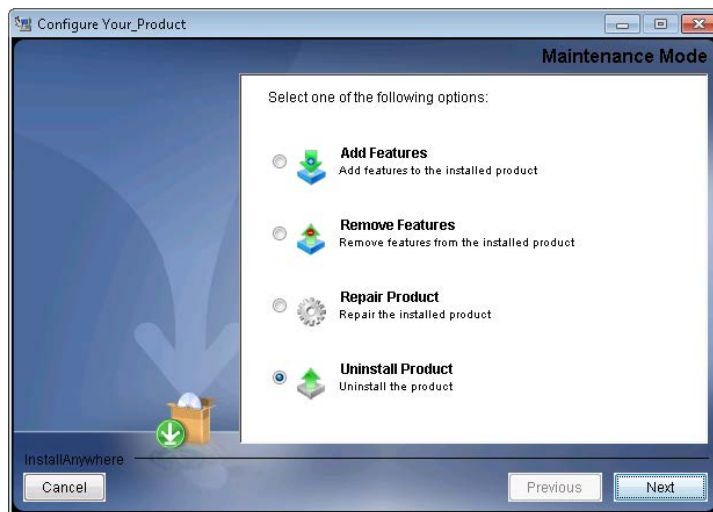 Configure Your_Product
Maintenance Mode
Select one of the following options:
Add Features
Add features to the installed product
Remove Features
Remove features from the installed product
Repair Product
Repair the installed product
Uninstall Product
Uninstall the product
InstallAnywhere
Cancel
Previous
Next